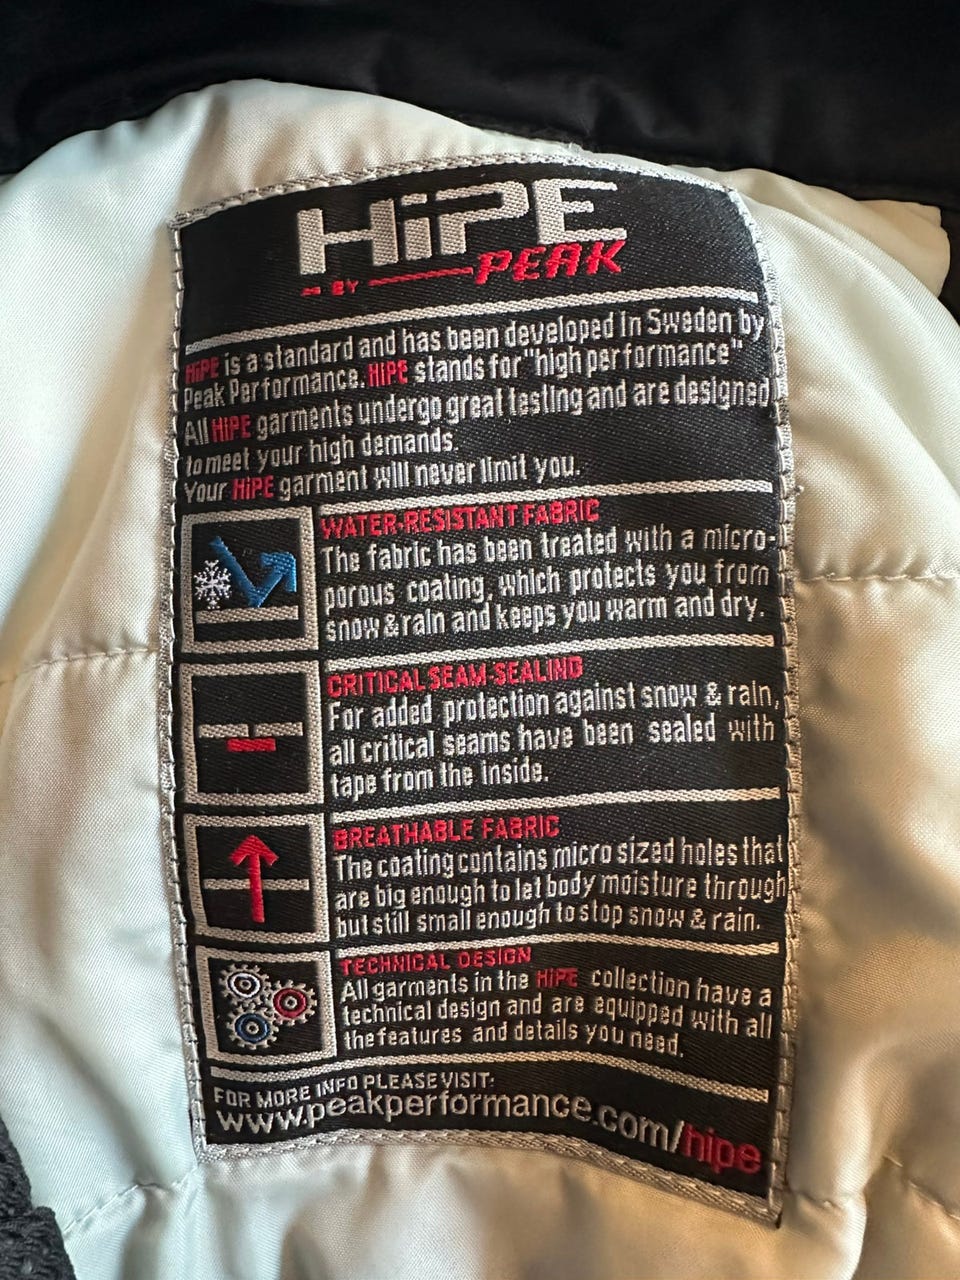 HiPE
BY PEAK
HiPE is a standard and has been developed in Sweden by
Peak Performance. HiPE stands for "high performance"
All HiPE garments undergo great testing and are designed
to meet your high demands.
Your HiPE garment will never limit you.
WATER-RESISTANT FABRIC
The fabric has been treated with a micro-
porous coating, which protects you from
snow & rain and keeps you warm and dry.
CRITICAL SEAM-SEALING
For added protection against snow & rain,
all critical seams have been sealed with
tape from the inside.
BREATHABLE FABRIC
The coating contains micro sized holes that
are big enough to let body moisture through
but still small enough to stop snow & rain.
TECHNICAL DESIGN
All garments in the HiPE collection have a
technical design and are equipped with all
the features and details you need.
FOR MORE INFO PLEASE VISIT:
www.peakperformance.com/hipe